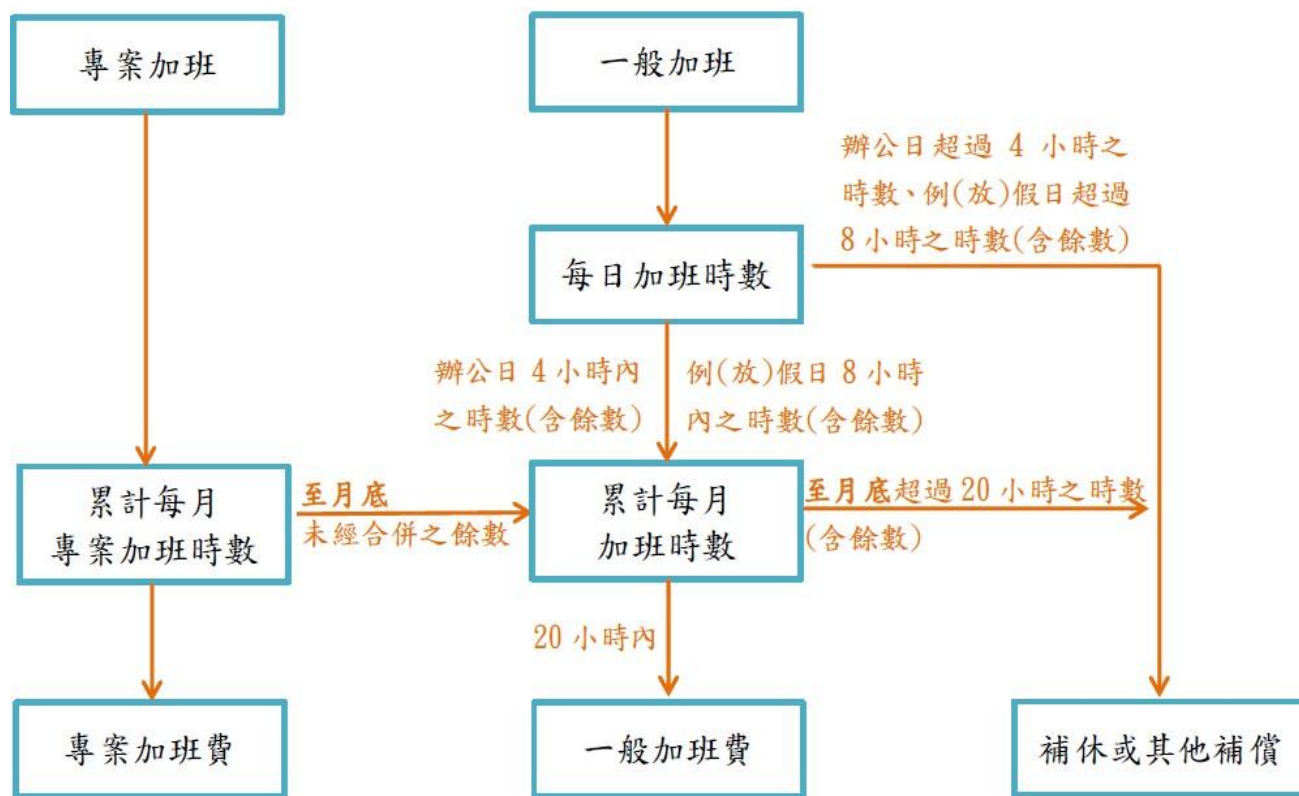 專案加班
一般加班
辦公日超過 4 小時之
時數、例(放)假日超過
8 小時之時數(含餘數)
每日加班時數
辦公日 4 小時內
之時數(含餘數)
例(放)假日 8 小時
內之時數(含餘數)
累計每月
專案加班時數
至月底
未經合併之餘數
累計每月
加班時數
至月底超過 20 小時之時數
(含餘數)
20 小時內
專案加班費
一般加班費
補休或其他補償